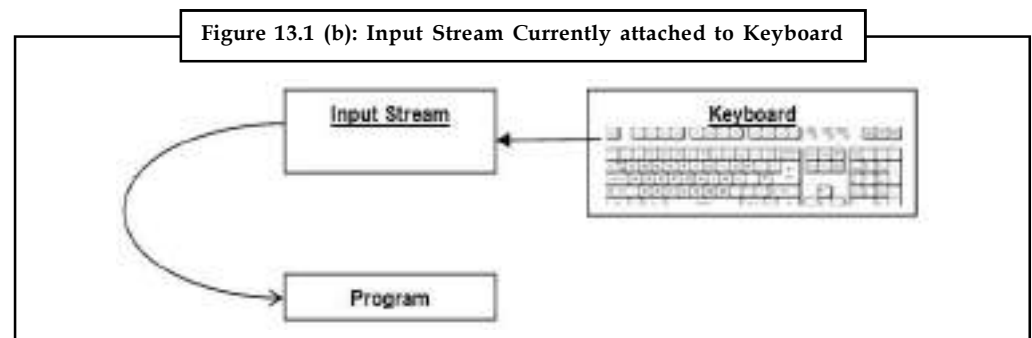 Figure 13.1 (b): Input Stream Currently attached to Keyboard
Input Stream
Keyboard
Program